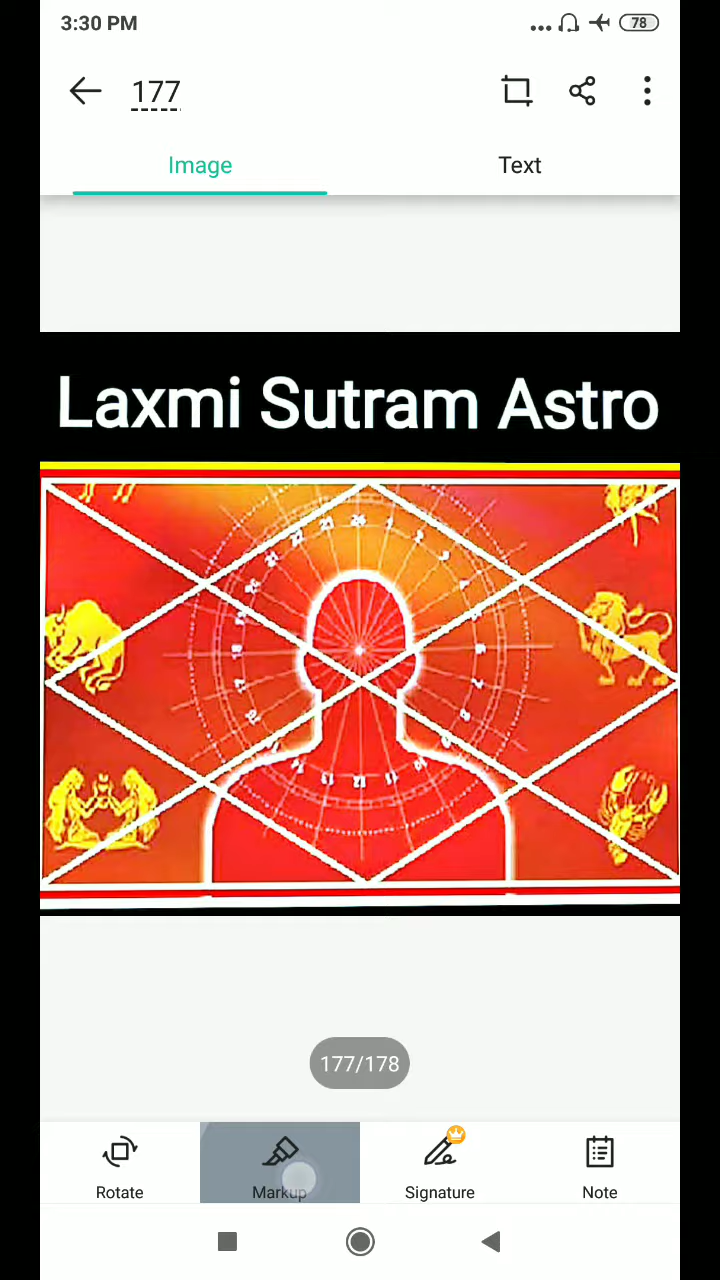 3:30 PM
78
177
Image
Text
Laxmi Sutram Astro
177/178
Rotate
Markup
Signature
Note